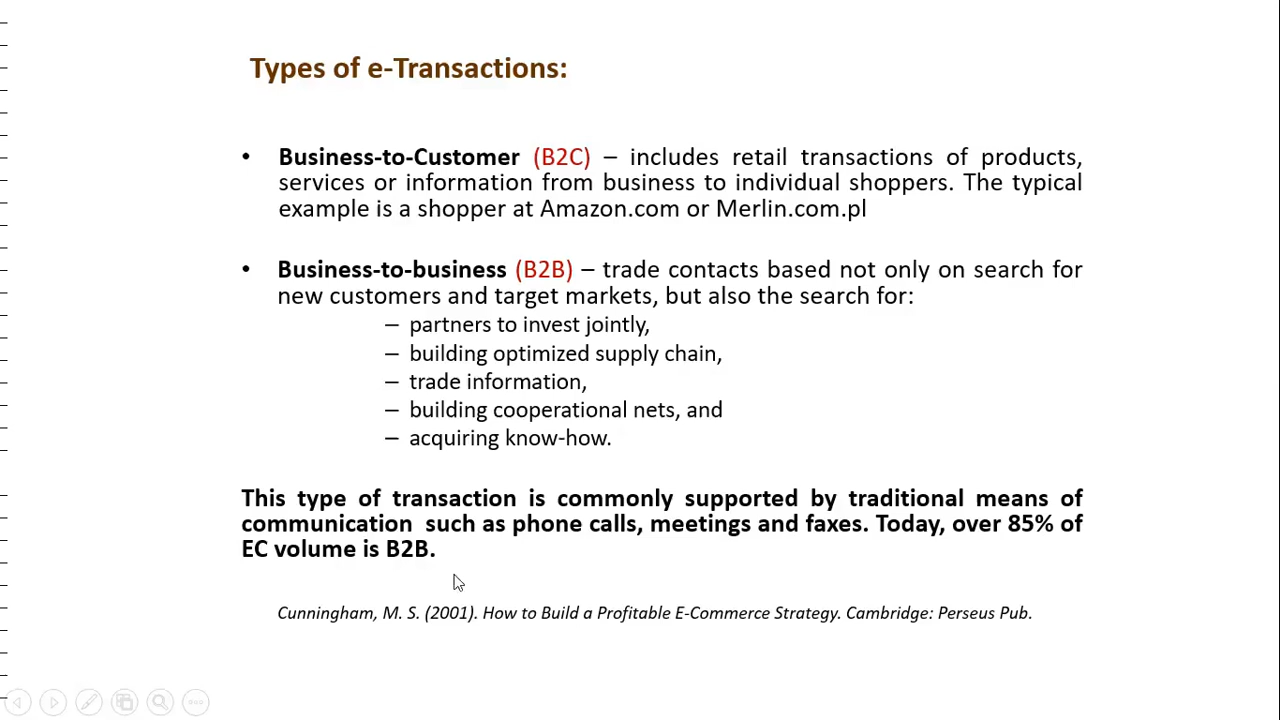 Types of e-Transactions:
• Business-to-Customer (B2C) – includes retail transactions of products,
services or information from business to individual shoppers. The typical
example is a shopper at Amazon.com or Merlin.com.pl
• Business-to-business (B2B) – trade contacts based not only on search for
new customers and target markets, but also the search for:
– partners to invest jointly,
– building optimized supply chain,
– trade information,
– building cooperational nets, and
– acquiring know-how.
This type of transaction is commonly supported by traditional means of
communication such as phone calls, meetings and faxes. Today, over 85% of
EC volume is B2B.
Cunningham, M. S. (2001). How to Build a Profitable E-Commerce Strategy. Cambridge: Perseus Pub.